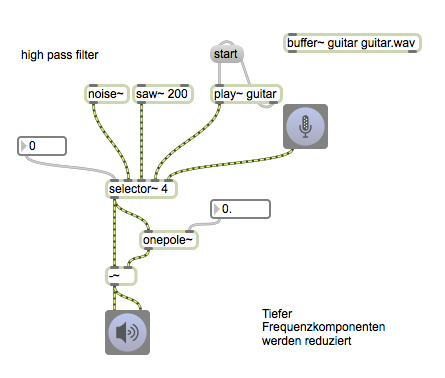 buffer~ guitar guitar.wav
high pass filter
start
noise~
saw~ 200
play~ guitar
0
selector~ 4
0.
onepole~
-~
Tiefer
Frequenzkomponenten
werden reduziert